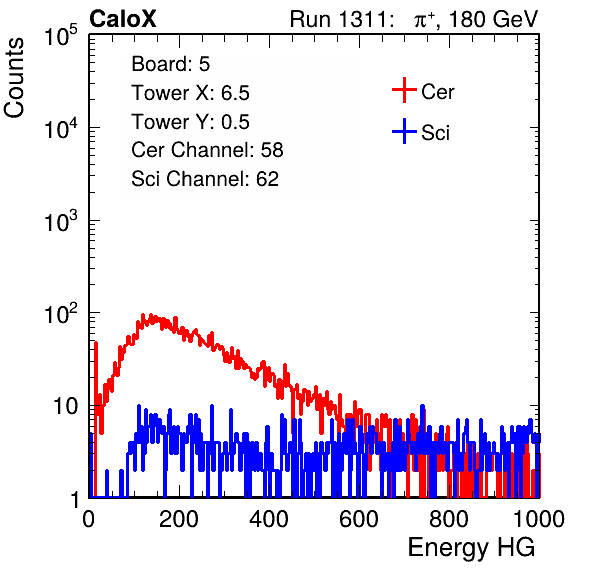 CaloX Run 1311: π⁺, 180 GeV
Counts
Board: 5
Tower X: 6.5
Tower Y: 0.5
Cer Channel: 58
Sci Channel: 62
Cer
Sci
10⁵
10⁴
10³
10²
10
1
0 200 400 600 800 1000
Energy HG